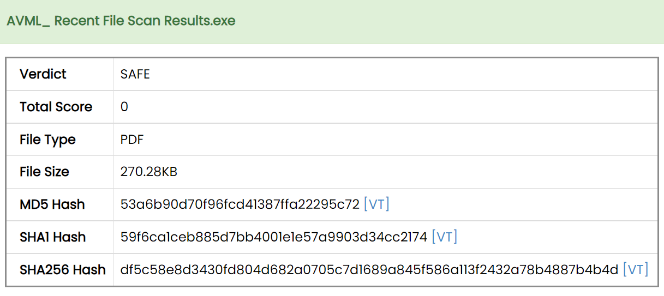 AVML_ Recent File Scan Results.exe
Verdict SAFE
Total Score 0
File Type PDF
File Size 270.28KB
MD5 Hash 53a6b90d70f96fcd41387ffa22295c72 [VT]
SHA1 Hash 59f6ca1ceb885d7bb4001e1e57a9903d34cc2174 [VT]
SHA256 Hash df5c58e8d3430fd804d682a0705c7d1689a845f586a113f2432a78b4887b4b4d [VT]